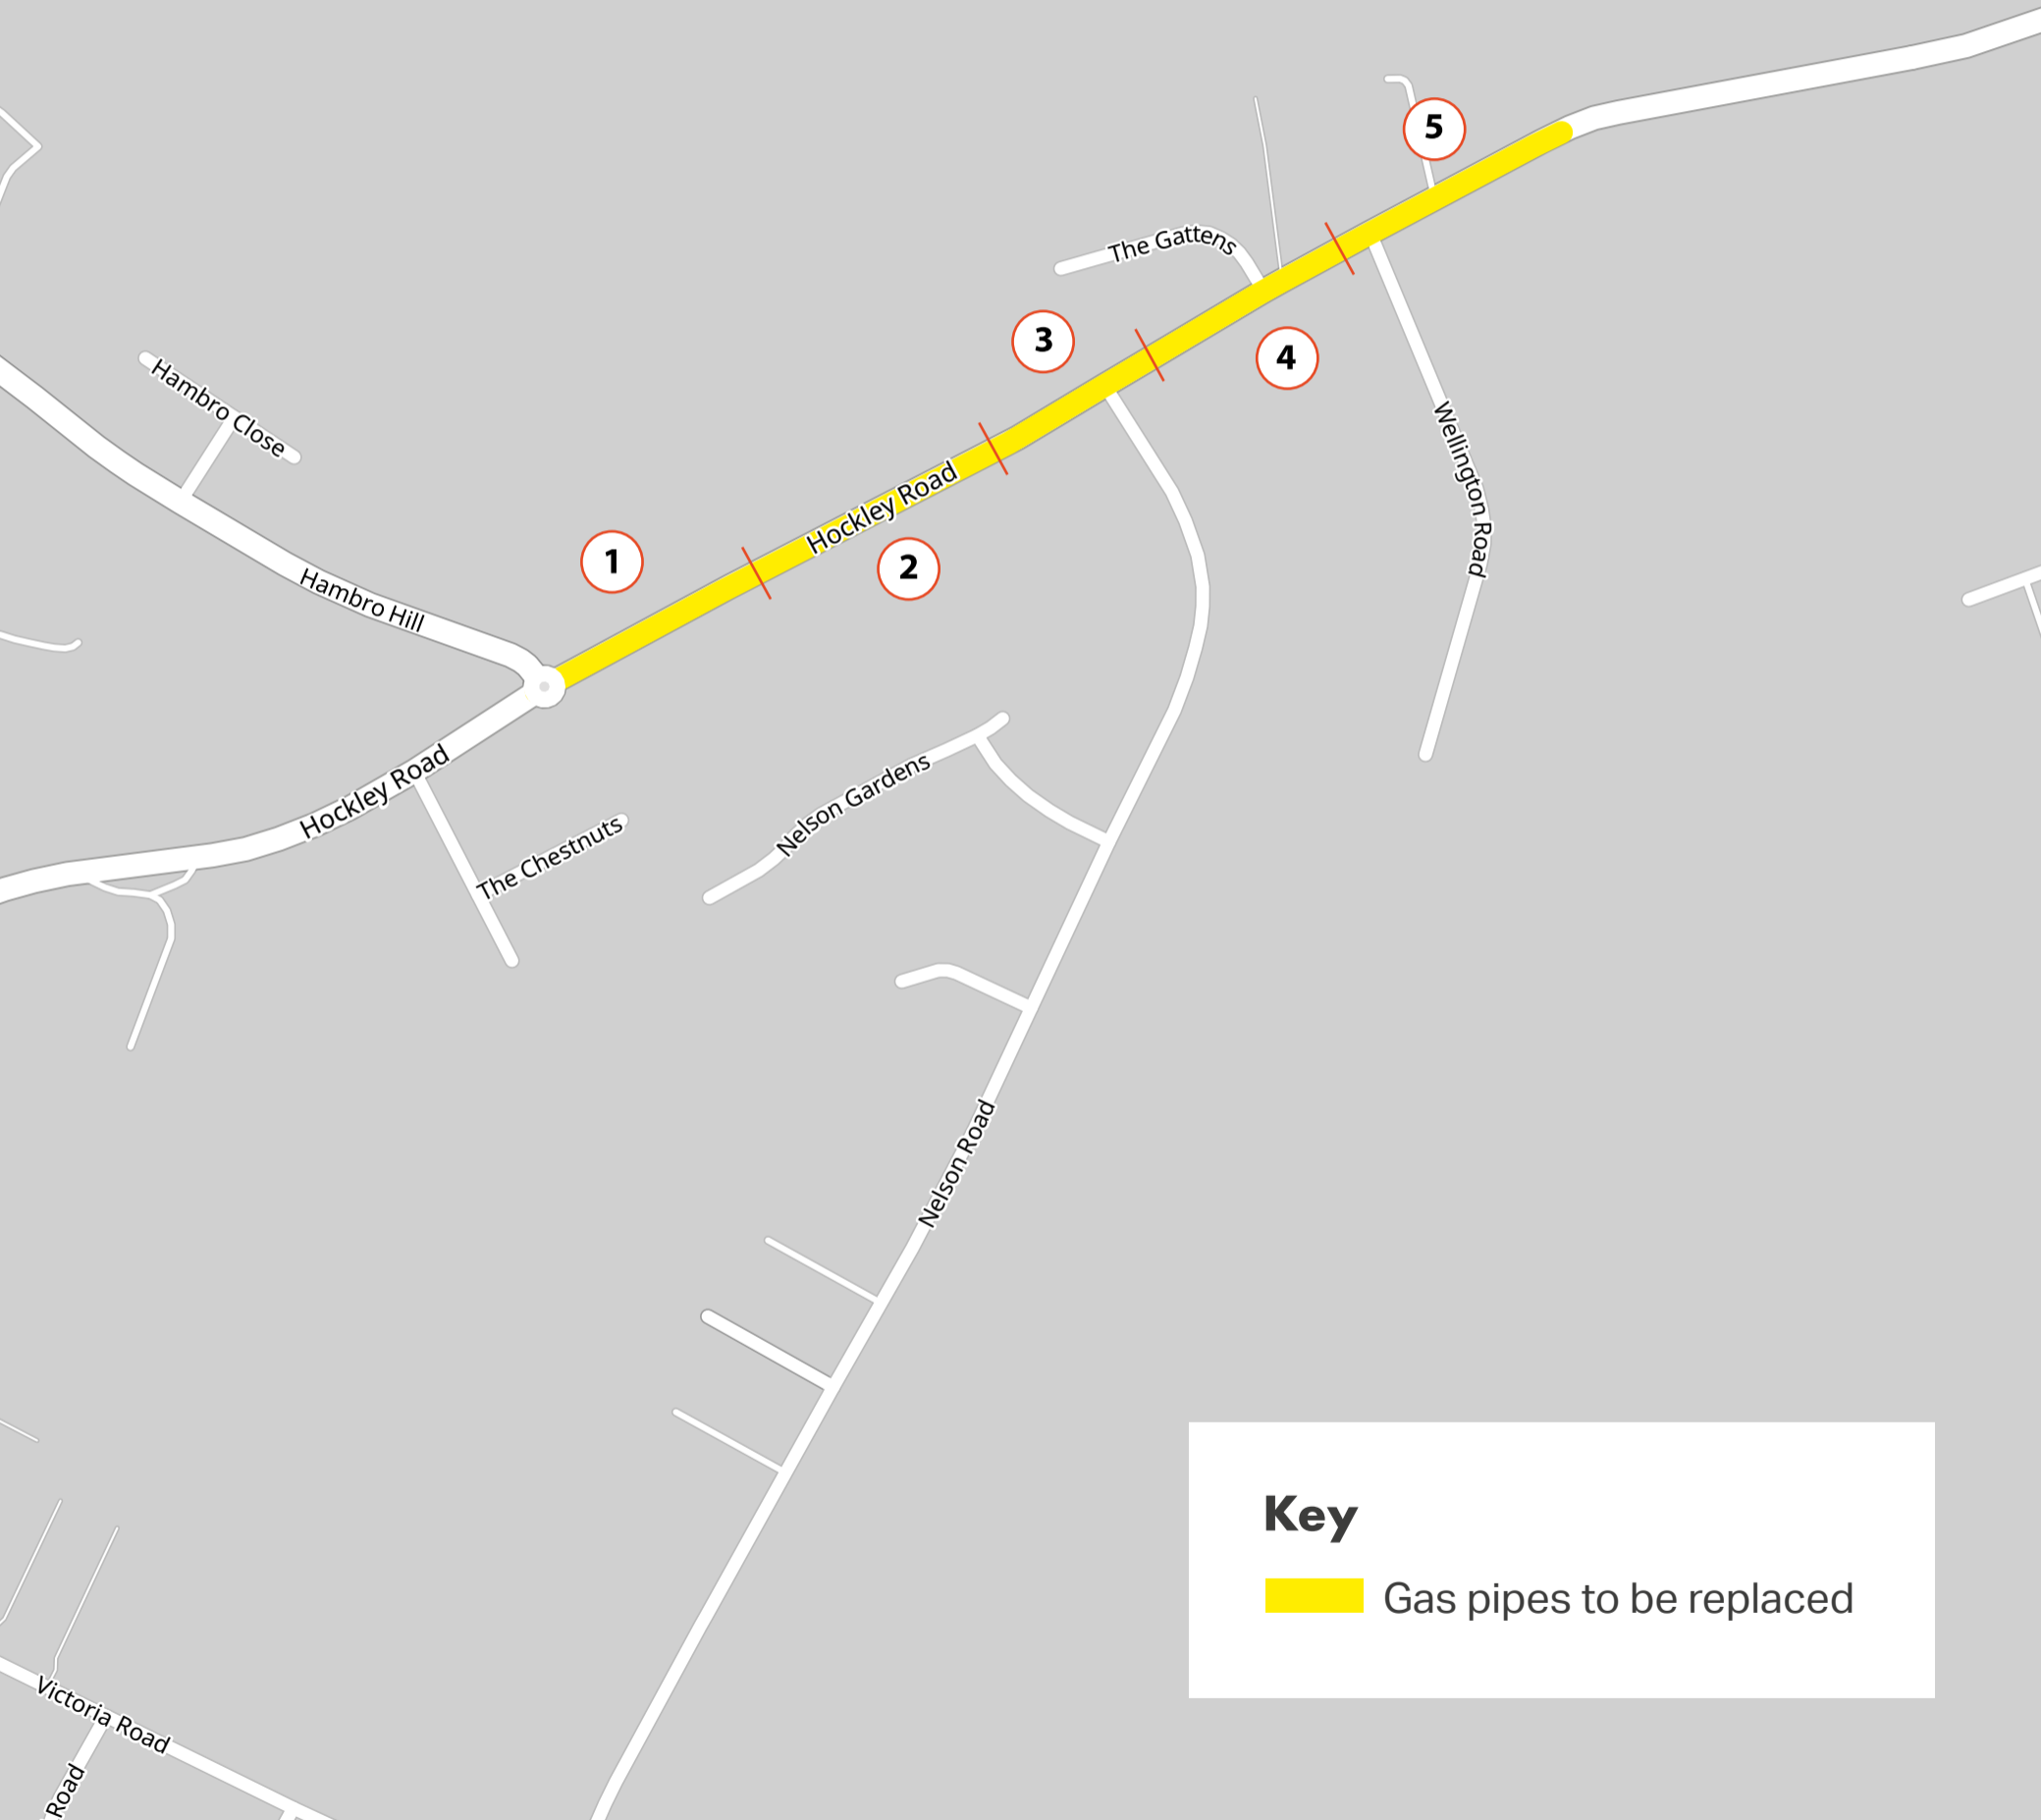 5
The Gattens
3
4
Hambro Close
Wellington Road
Hockley Road
1
2
Hambro Hill
Hockley Road
Nelson Gardens
The Chestnuts
Nelson Road
Key
Gas pipes to be replaced
Victoria Road
Road